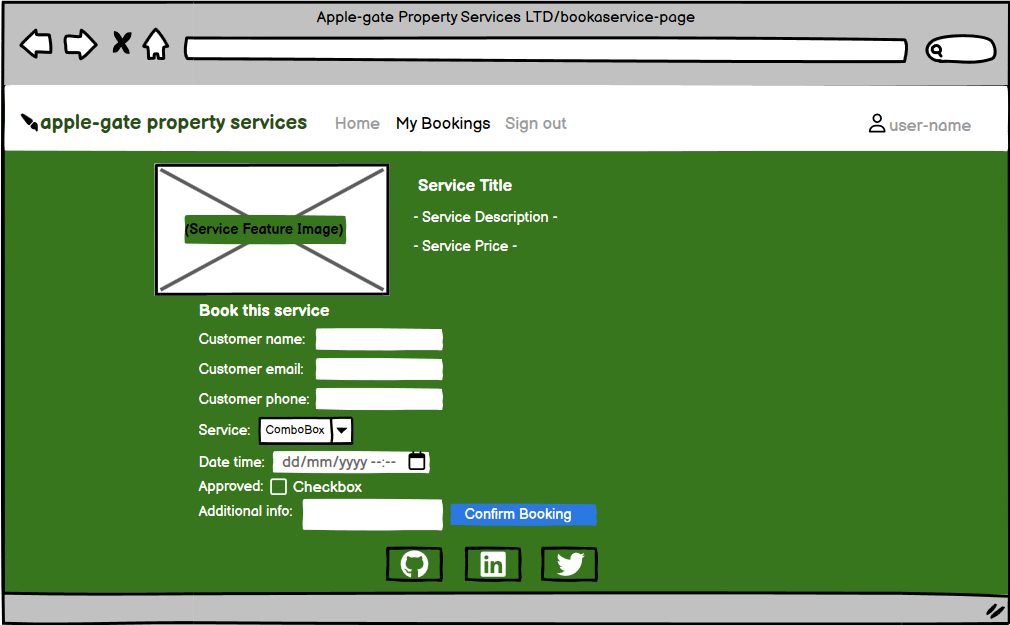 Apple-gate Property Services LTD/bookaservice-page
apple-gate property services Home My Bookings Sign out user-name
(Service Feature Image)
Service Title
- Service Description -
- Service Price -
Book this service
Customer name:
Customer email:
Customer phone:
Service: ComboBox
Date time: dd/mm/yyyy --:--
Approved: Checkbox
Additional info: Confirm Booking
in